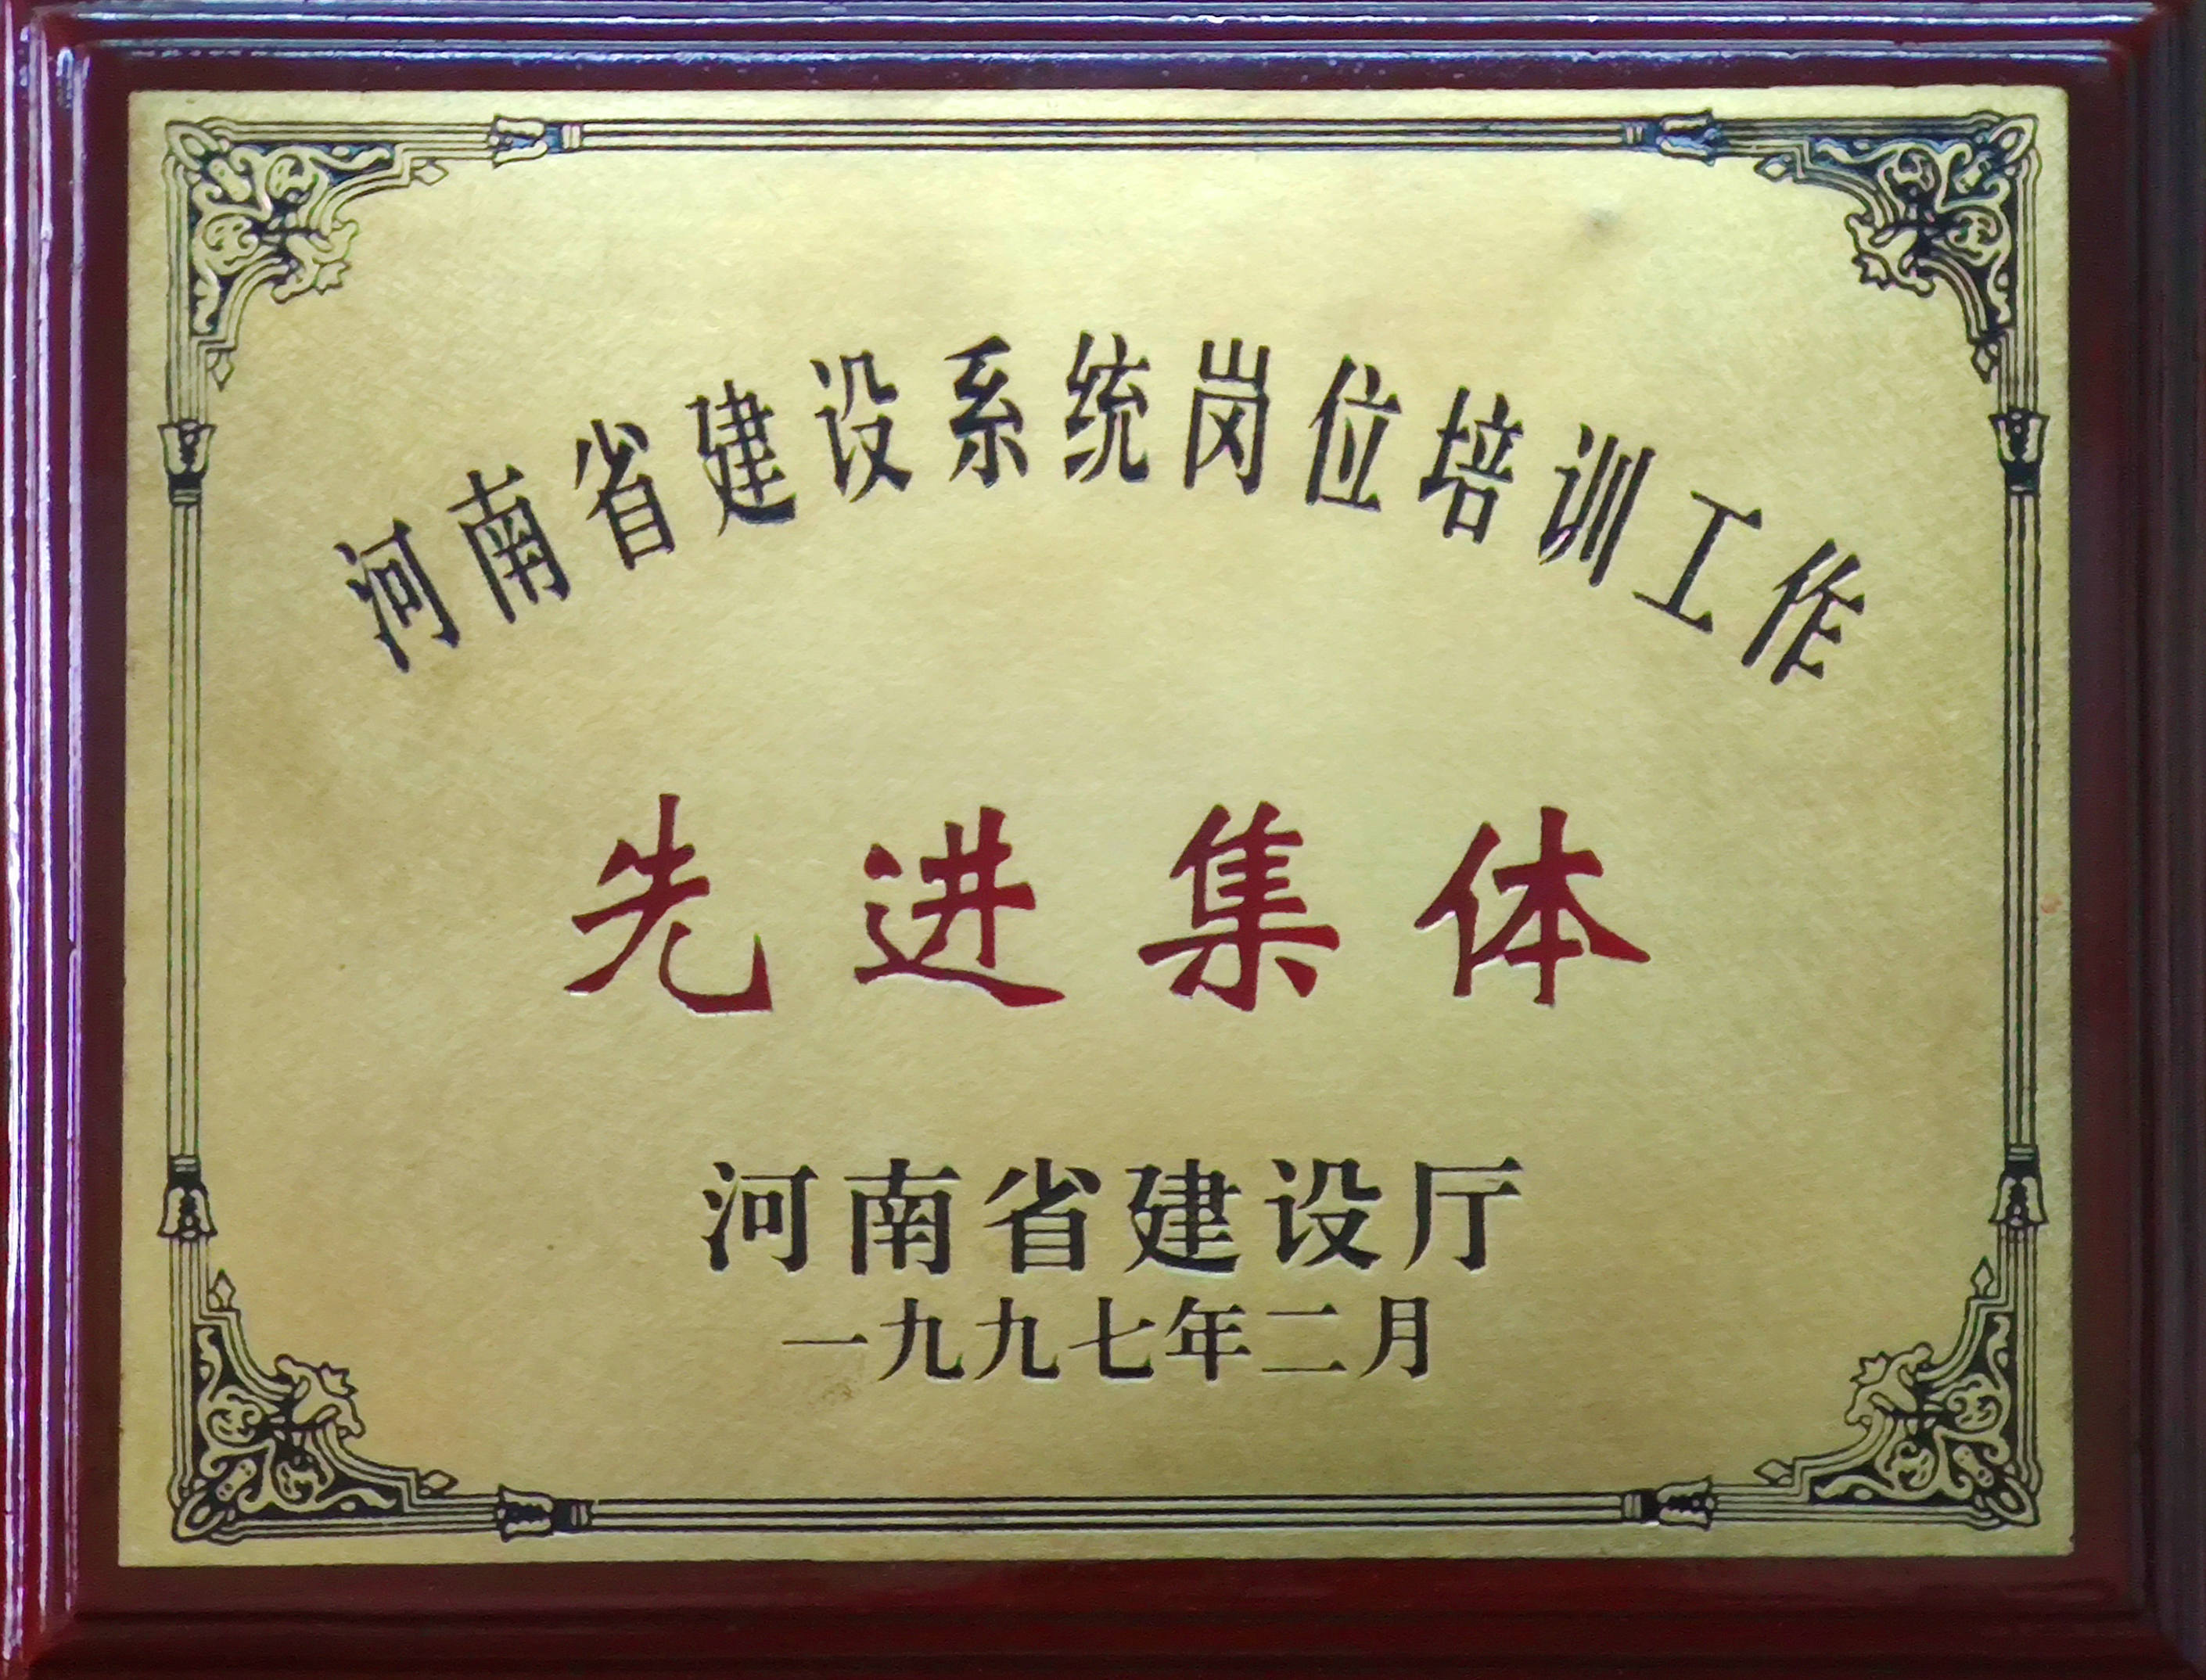 河南省建设系统岗位培训工作
先进集体
河南省建设厅
一九九七年二月